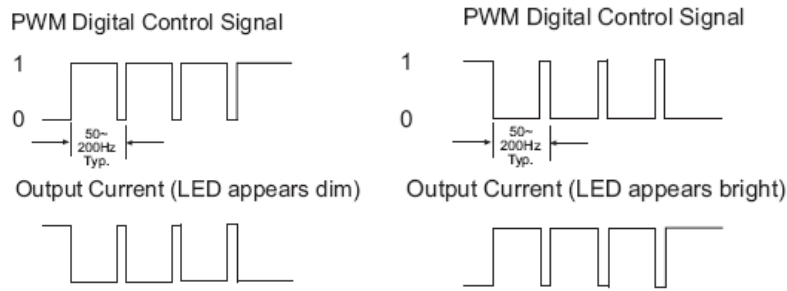 PWM Digital Control Signal
1
0
50~
200Hz
Typ.
Output Current (LED appears dim)
PWM Digital Control Signal
1
0
50~
200Hz
Typ.
Output Current (LED appears bright)